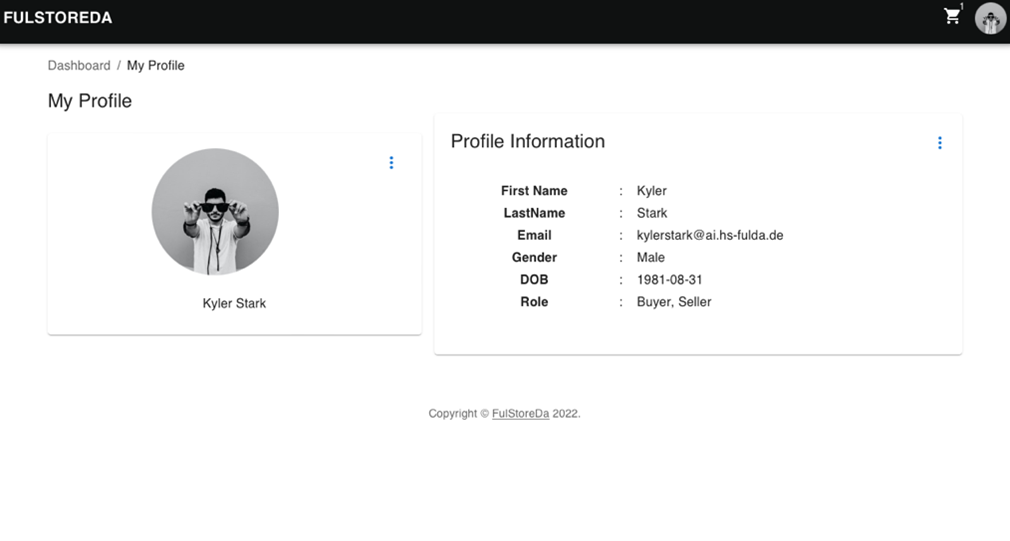 FULSTOREDA
1
Dashboard / My Profile
My Profile
Kyler Stark
Profile Information
First Name : Kyler
LastName : Stark
Email : kylerstark@ai.hs-fulda.de
Gender : Male
DOB : 1981-08-31
Role : Buyer, Seller
Copyright © FulStoreDa 2022.